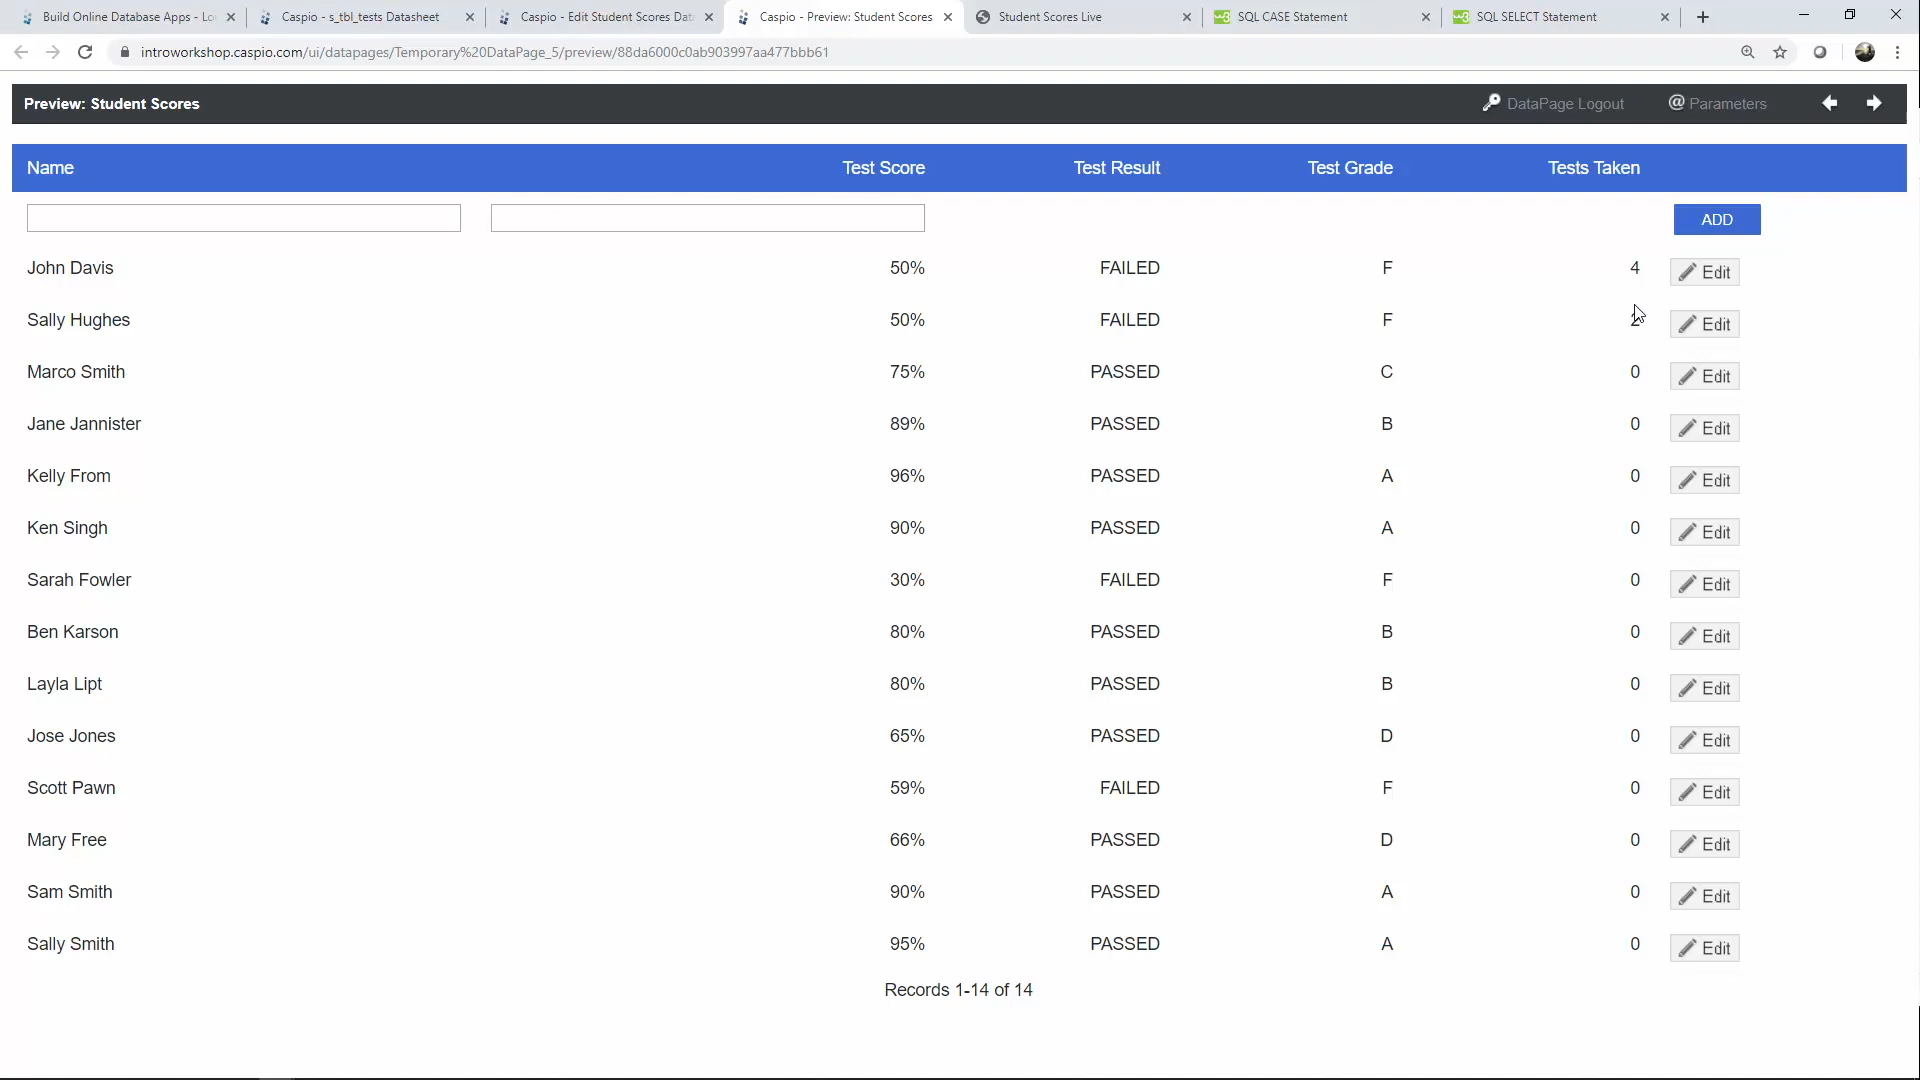 Build Online Database Apps - Lo
Caspio - s_tbl_tests Datasheet
Caspio - Edit Student Scores Dat
Caspio - Preview: Student Scores
Student Scores Live
SQL CASE Statement
SQL SELECT Statement
introworkshop.caspio.com/ui/datapages/Temporary%20DataPage_5/preview/88da6000c0ab903997aa477bbb61
Preview: Student Scores DataPage Logout @ Parameters
Name Test Score Test Result Test Grade Tests Taken
ADD
John Davis 50% FAILED F 4 Edit
Sally Hughes 50% FAILED F Edit
Marco Smith 75% PASSED C 0 Edit
Jane Jannister 89% PASSED B 0 Edit
Kelly From 96% PASSED A 0 Edit
Ken Singh 90% PASSED A 0 Edit
Sarah Fowler 30% FAILED F 0 Edit
Ben Karson 80% PASSED B 0 Edit
Layla Lipt 80% PASSED B 0 Edit
Jose Jones 65% PASSED D 0 Edit
Scott Pawn 59% FAILED F 0 Edit
Mary Free 66% PASSED D 0 Edit
Sam Smith 90% PASSED A 0 Edit
Sally Smith 95% PASSED A 0 Edit
Records 1-14 of 14